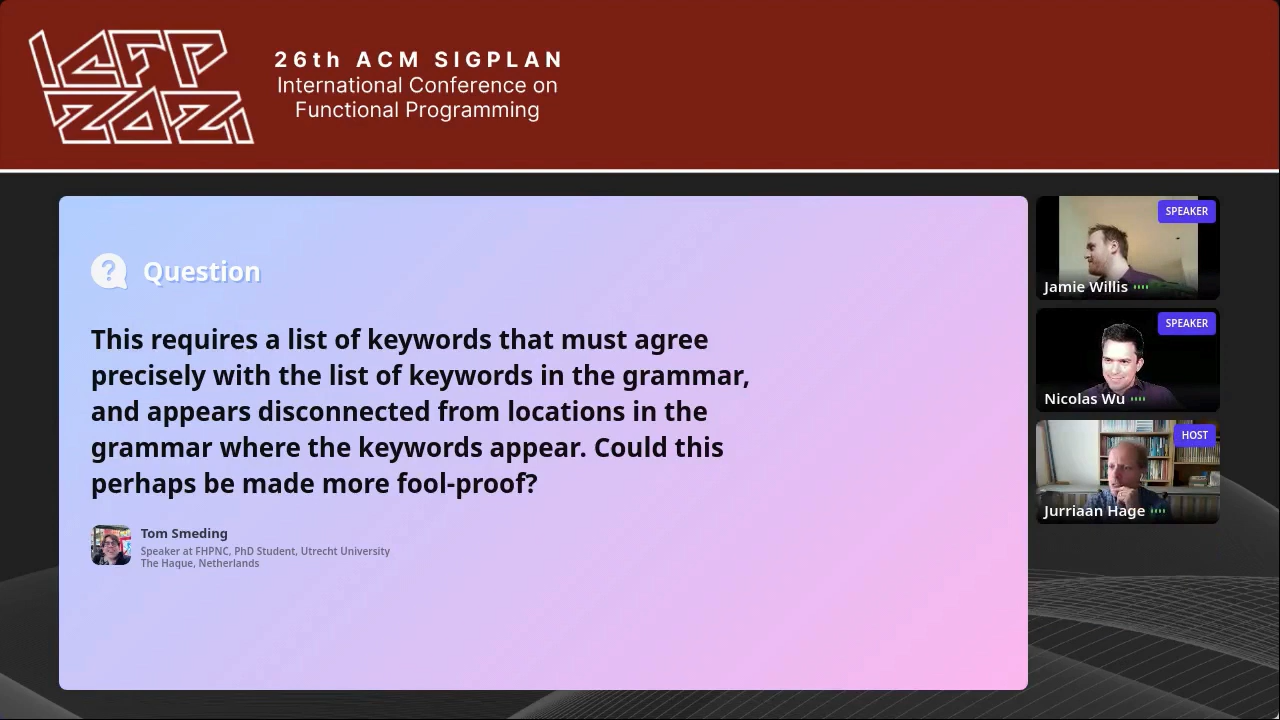 ICFP
2021
26th ACM SIGPLAN
International Conference on
Functional Programming
Question
This requires a list of keywords that must agree
precisely with the list of keywords in the grammar,
and appears disconnected from locations in the
grammar where the keywords appear. Could this
perhaps be made more fool-proof?
Tom Smeding
Speaker at FHPNC, PhD Student, Utrecht University
The Hague, Netherlands
SPEAKER
Jamie Willis
SPEAKER
Nicolas Wu
HOST
Jurriaan Hage